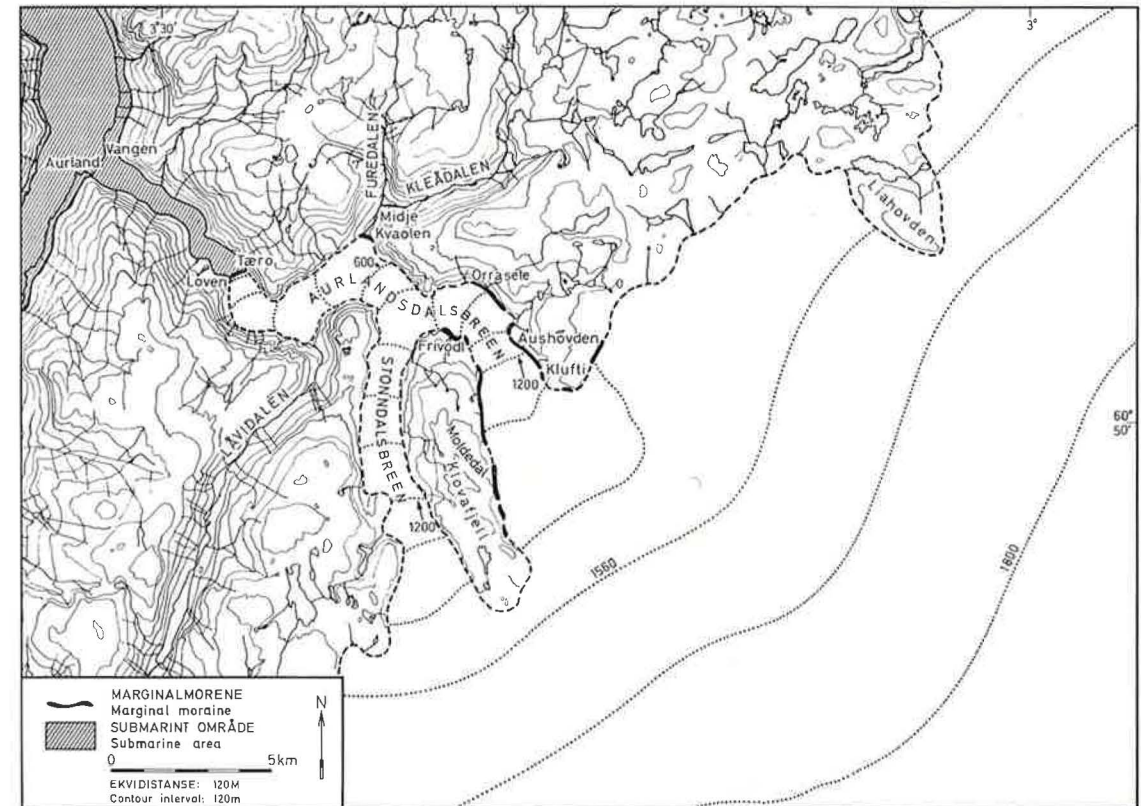 3°30'
3°
Vangen
Aurland
FUREDALEN
KLEÅDALEN
LIahovden
Midje
Kvaolen
600
Tæro
Loven
Orrasete
AURLANDSDALSBREEN
Aushovden
Frivodl
Klufti
1200
STONNDALSBREEN
LÅVIDALEN
60°
50'
Moldedal
Klovafjell
1200
1560
1800
MARGINALMORENE
Marginal moraine
SUBMARINT OMRÅDE
Submarine area
N
0 5km
EKVIDISTANSE: 120M
Contour interval: 120m